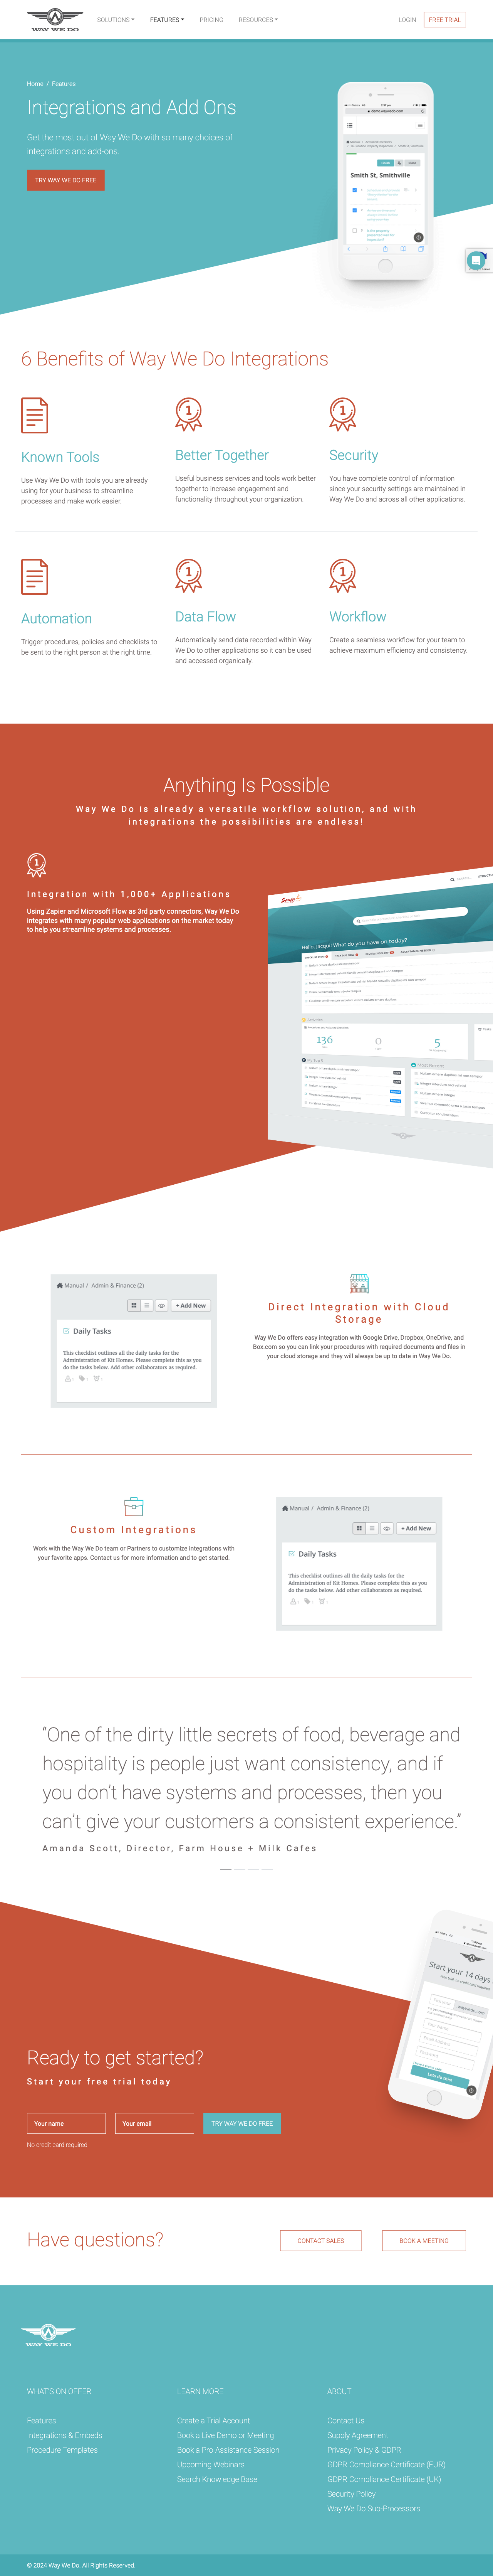 WAY WE DO
SOLUTIONS
FEATURES
PRICING
RESOURCES
LOGIN
FREE TRIAL
Home / Features
Integrations and Add Ons
Get the most out of Way We Do with so many choices of
integrations and add-ons.
TRY WAY WE DO FREE
Smith St, Smithville
6 Benefits of Way We Do Integrations
Known Tools
Use Way We Do with tools you are already
using for your business to streamline
processes and make work easier.
Better Together
Useful business services and tools work better
together to increase engagement and
functionality throughout your organization.
Security
You have complete control of information
since your security settings are maintained in
Way We Do and across all other applications.
Automation
Trigger procedures, policies and checklists to
be sent to the right person at the right time.
Data Flow
Automatically send data recorded within Way
We Do to other applications so it can be used
and accessed organically.
Workflow
Create a seamless workflow for your team to
achieve maximum efficiency and consistency.
Anything Is Possible
Way We Do is already a versatile workflow solution, and with
integrations the possibilities are endless!
Integration with 1,000+ Applications
Using Zapier and Microsoft Flow as 3rd party connectors, Way We Do
integrates with many popular web applications on the market today
to help you streamline systems and processes.
Hello, Jacqui! What do you have on today?
136
0
5
Manual / Admin & Finance (2)
+ Add New
Daily Tasks
This checklist outlines all the daily tasks for the
Administration of Kit Homes. Please complete this as you
do the tasks below. Add other collaborators as required.
Direct Integration with Cloud
Storage
Way We Do offers easy integration with Google Drive, Dropbox, OneDrive, and
Box.com so you can link your procedures with required documents and files in
your cloud storage and they will always be up to date in Way We Do.
Custom Integrations
Work with the Way We Do team or Partners to customize integrations with
your favorite apps. Contact us for more information and to get started.
Manual / Admin & Finance (2)
+ Add New
Daily Tasks
This checklist outlines all the daily tasks for the
Administration of Kit Homes. Please complete this as you
do the tasks below. Add other collaborators as required.
“One of the dirty little secrets of food, beverage and
hospitality is people just want consistency, and if
you don’t have systems and processes, then you
can’t give your customers a consistent experience.”
Amanda Scott, Director, Farm House + Milk Cafes
Start your 14 days
Ready to get started?
Start your free trial today
Your name
Your email
TRY WAY WE DO FREE
No credit card required
Have questions?
CONTACT SALES
BOOK A MEETING
WAY WE DO
WHAT'S ON OFFER
Features
Integrations & Embeds
Procedure Templates
LEARN MORE
Create a Trial Account
Book a Live Demo or Meeting
Book a Pro-Assistance Session
Upcoming Webinars
Search Knowledge Base
ABOUT
Contact Us
Supply Agreement
Privacy Policy & GDPR
GDPR Compliance Certificate (EUR)
GDPR Compliance Certificate (UK)
Security Policy
Way We Do Sub-Processors
© 2024 Way We Do. All Rights Reserved.